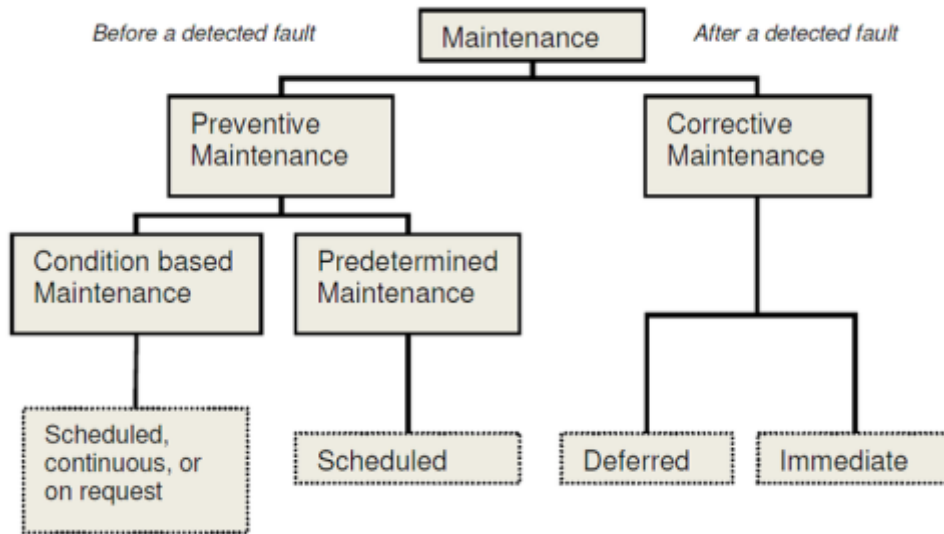 Before a detected fault
Maintenance
After a detected fault
Preventive
Maintenance
Corrective
Maintenance
Condition based
Maintenance
Predetermined
Maintenance
Scheduled,
continuous, or
on request
Scheduled
Deferred
Immediate